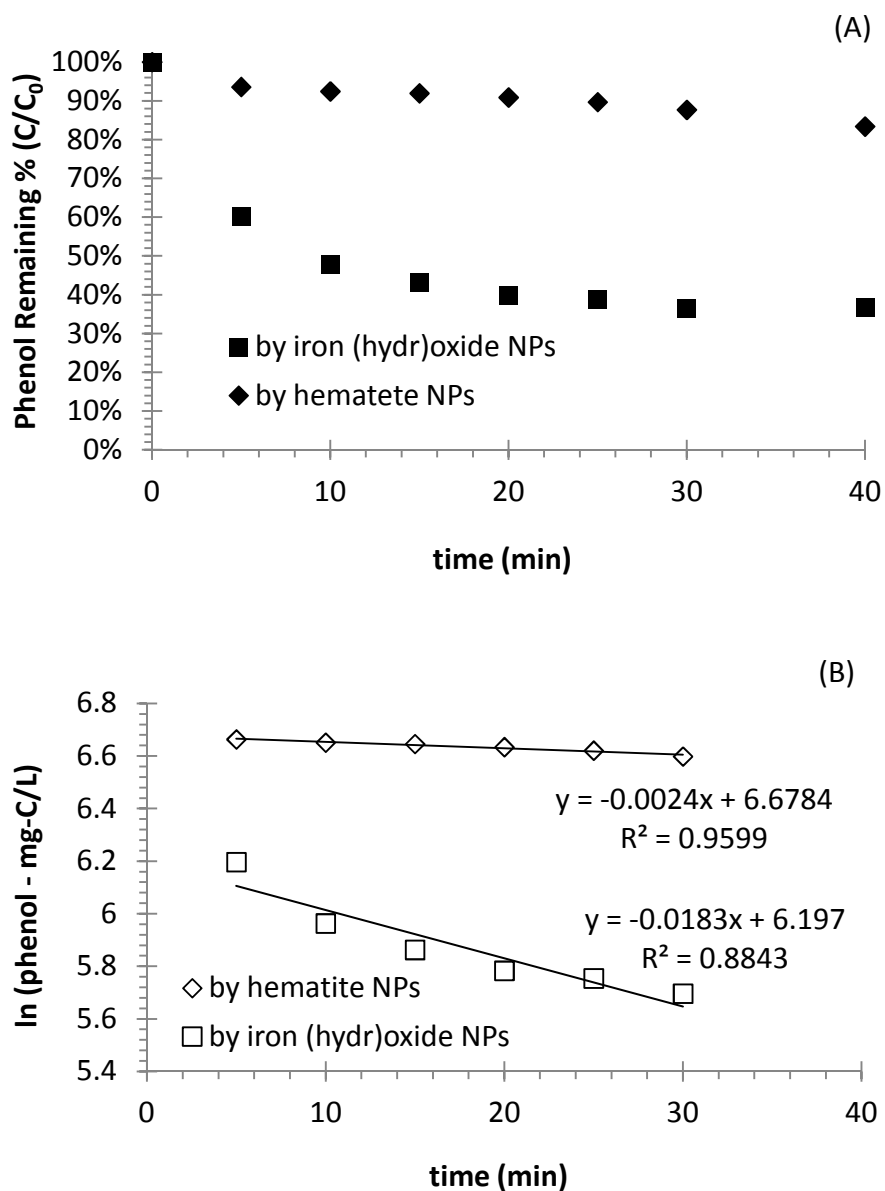 (A)
Phenol Remaining % (C/C₀)
100%
90%
80%
70%
60%
50%
40%
30%
20%
10%
0%
by iron (hydr)oxide NPs
by hematete NPs
0 10 20 30 40
time (min)
(B)
ln (phenol - mg-C/L)
6.8
6.6
6.4
6.2
6
5.8
5.6
5.4
y = -0.0024x + 6.6784
R² = 0.9599
y = -0.0183x + 6.197
R² = 0.8843
by hematite NPs
by iron (hydr)oxide NPs
0 10 20 30 40
time (min)